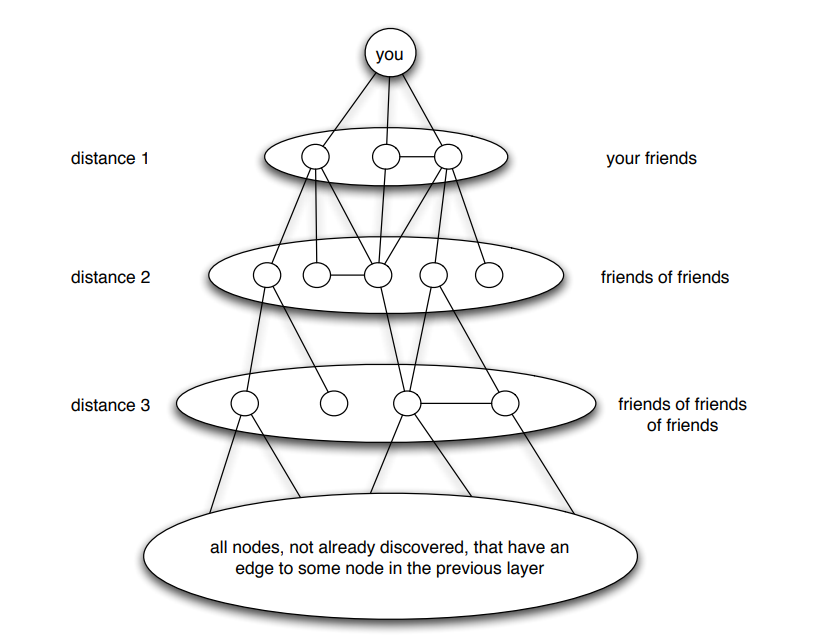 you
distance 1
your friends
distance 2
friends of friends
distance 3
friends of friends
of friends
all nodes, not already discovered, that have an
edge to some node in the previous layer